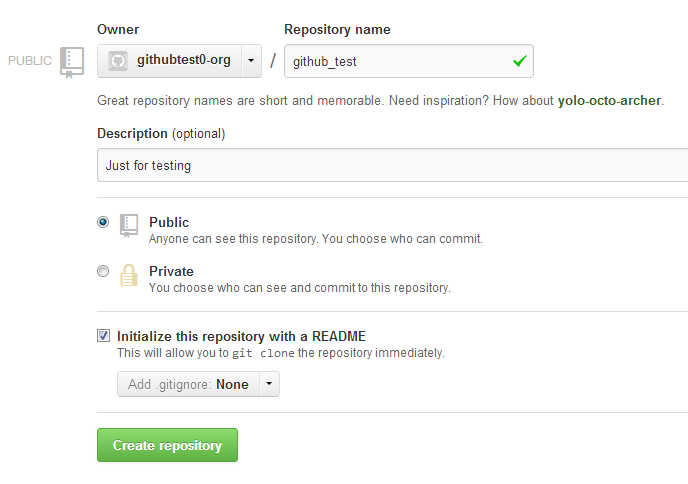 Owner
Repository name
PUBLIC
githubtest0-org
/
github_test
Great repository names are short and memorable. Need inspiration? How about yolo-octo-archer.
Description (optional)
Just for testing
Public
Anyone can see this repository. You choose who can commit.
Private
You choose who can see and commit to this repository.
Initialize this repository with a README
This will allow you to git clone the repository immediately.
Add .gitignore: None
Create repository